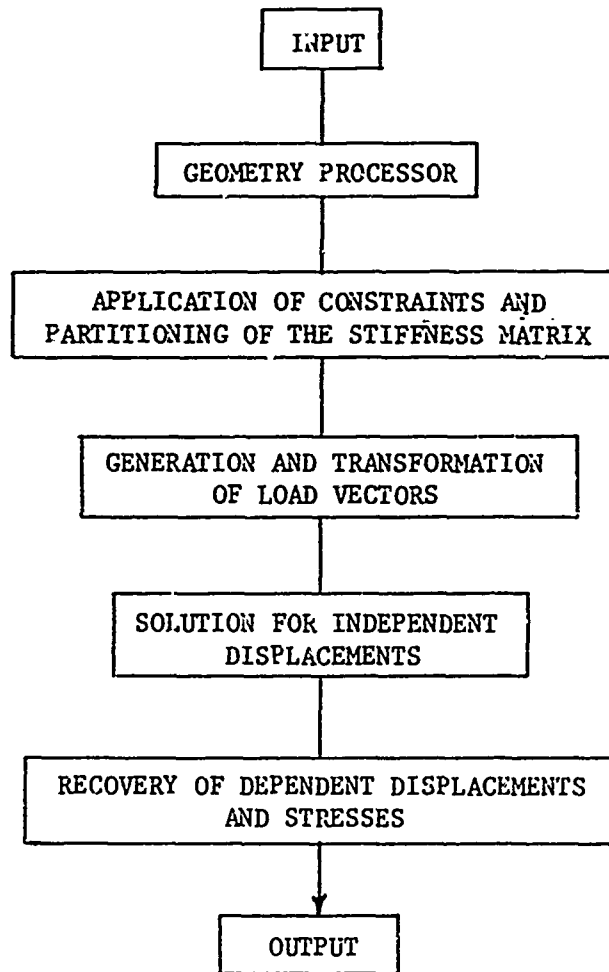 INPUT
GEOMETRY PROCESSOR
APPLICATION OF CONSTRAINTS AND
PARTITIONING OF THE STIFFNESS MATRIX
GENERATION AND TRANSFORMATION
OF LOAD VECTORS
SOLUTION FOR INDEPENDENT
DISPLACEMENTS
RECOVERY OF DEPENDENT DISPLACEMENTS
AND STRESSES
OUTPUT